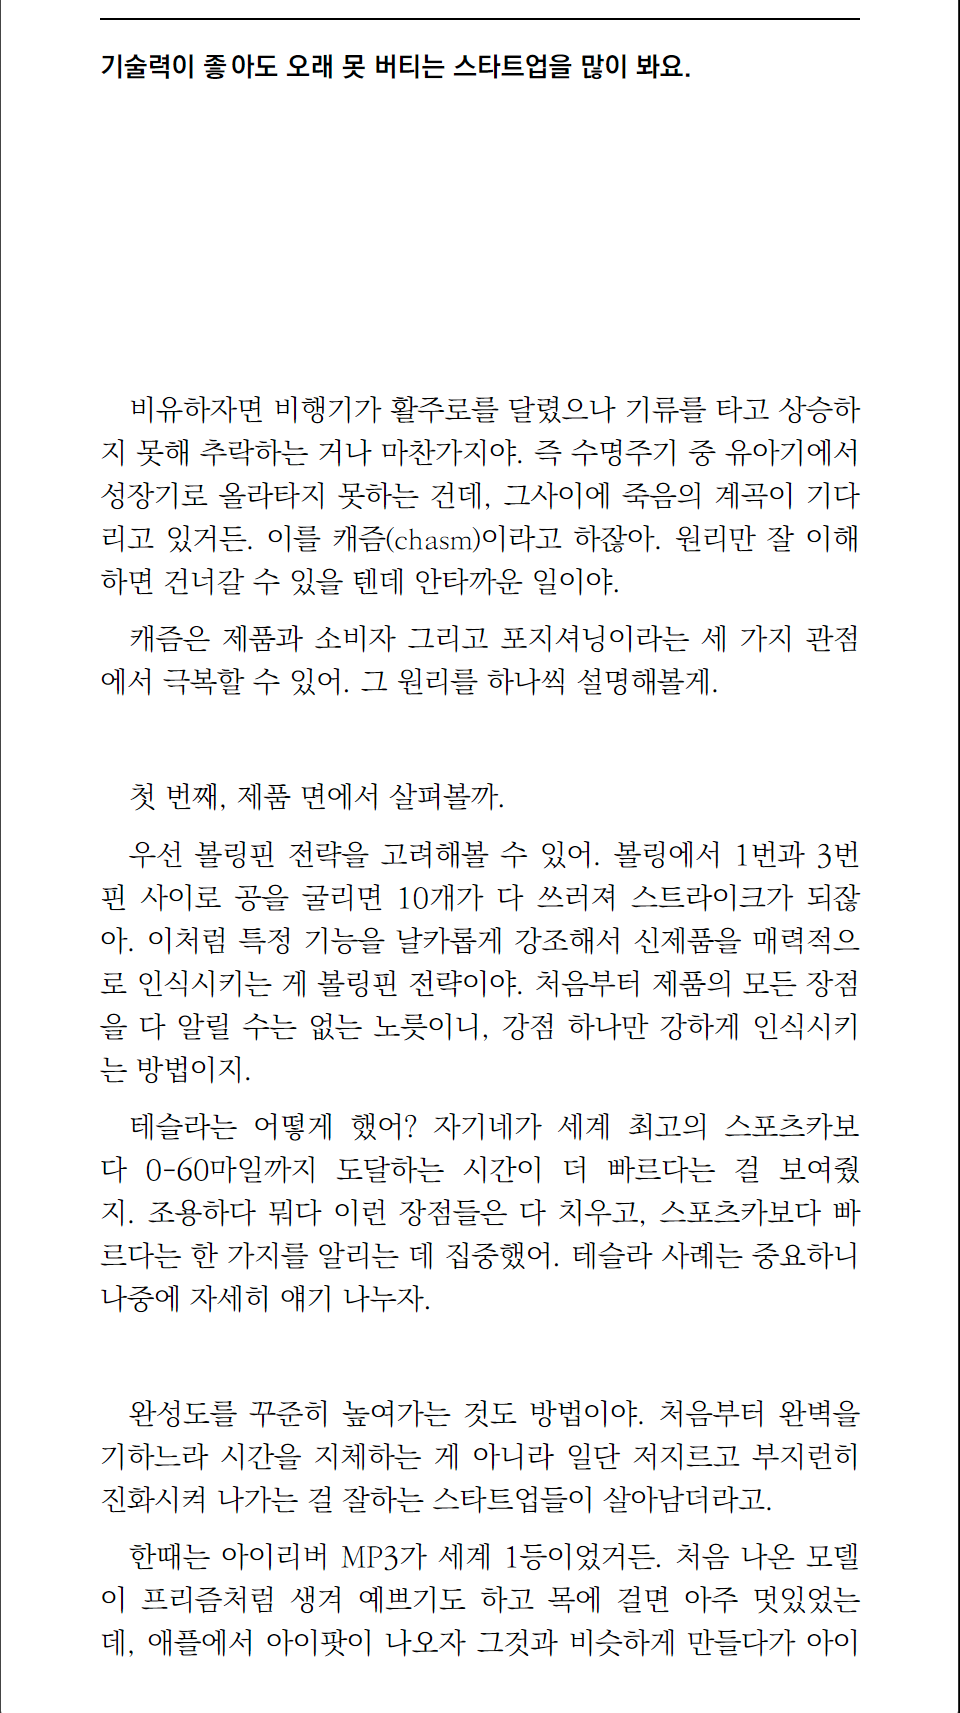 기술력이 좋아도 오래 못 버티는 스타트업을 많이 봐요.
비유하자면 비행기가 활주로를 달렸으나 기류를 타고 상승하
지 못해 추락하는 거나 마찬가지야. 즉 수명주기 중 유아기에서
성장기로 올라타지 못하는 건데, 그사이에 죽음의 계곡이 기다
리고 있거든. 이를 캐즘(chasm)이라고 하잖아. 원리만 잘 이해
하면 건너갈 수 있을 텐데 안타까운 일이야.
캐즘은 제품과 소비자 그리고 포지셔닝이라는 세 가지 관점
에서 극복할 수 있어. 그 원리를 하나씩 설명해볼게.
첫 번째, 제품 면에서 살펴볼까.
우선 볼링핀 전략을 고려해볼 수 있어. 볼링에서 1번과 3번
핀 사이로 공을 굴리면 10개가 다 쓰러져 스트라이크가 되잖
아. 이처럼 특정 기능을 날카롭게 강조해서 신제품을 매력적으
로 인식시키는 게 볼링핀 전략이야. 처음부터 제품의 모든 장점
을 다 알릴 수는 없는 노릇이니, 강점 하나만 강하게 인식시키
는 방법이지.
테슬라는 어떻게 했어? 자기네가 세계 최고의 스포츠카보
다 0-60마일까지 도달하는 시간이 더 빠르다는 걸 보여줬
지. 조용하다 뭐다 이런 장점들은 다 치우고, 스포츠카보다 빠
르다는 한 가지를 알리는 데 집중했어. 테슬라 사례는 중요하니
나중에 자세히 얘기 나누자.
완성도를 꾸준히 높여가는 것도 방법이야. 처음부터 완벽을
기하느라 시간을 지체하는 게 아니라 일단 저지르고 부지런히
진화시켜 나가는 걸 잘하는 스타트업들이 살아남더라고.
한때는 아이리버 MP3가 세계 1등이었거든. 처음 나온 모델
이 프리즘처럼 생겨 예쁘기도 하고 목에 걸면 아주 멋있었는
데, 애플에서 아이팟이 나오자 그것과 비슷하게 만들다가 아이